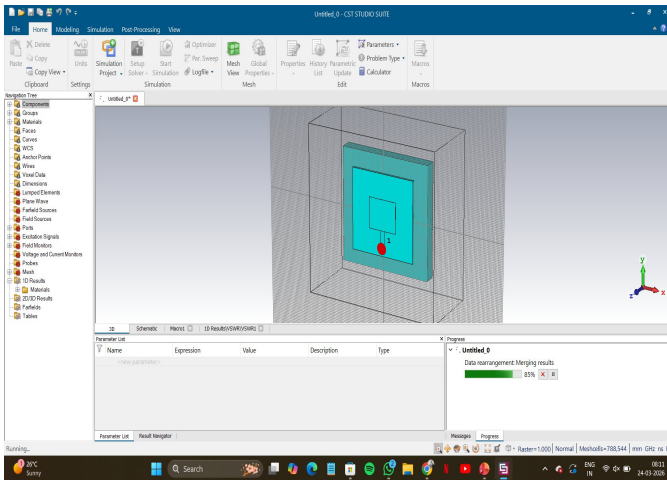 Untitled_0 - CST STUDIO SUITE
File Home Modeling Simulation Post-Processing View
Paste
Delete
Copy
Copy View
Clipboard
Units
Settings
Simulation Project
Setup Solver
Start Simulation
Optimizer
Par. Sweep
Logfile
Simulation
Mesh View
Global Properties
Mesh
Properties
History List
Parametric Update
Parameters
Problem Type
Calculator
Edit
Macros
Macros
Navigation Tree
Untitled_0*
Components
Groups
Materials
Faces
Curves
WCS
Anchor Points
Wires
Voxel Data
Dimensions
Lumped Elements
Plane Wave
Farfield Sources
Field Sources
Ports
Excitation Signals
Field Monitors
Voltage and Current Monitors
Probes
Mesh
1D Results
Materials
2D/3D Results
Farfields
Tables
1
y
x
z
3D Schematic Macro1 1D Results\VSWR\VSWR1
Parameter List
Name Expression Value Description Type
<new parameter>
Parameter List Result Navigator
Progress
Untitled_0
Data rearrangement: Merging results
85%
Messages Progress
Running...
Raster=1.000 Normal Meshcells=788,544 mm GHz ns
26°C
Sunny
Search
ENG
IN
08:11
24-03-2026